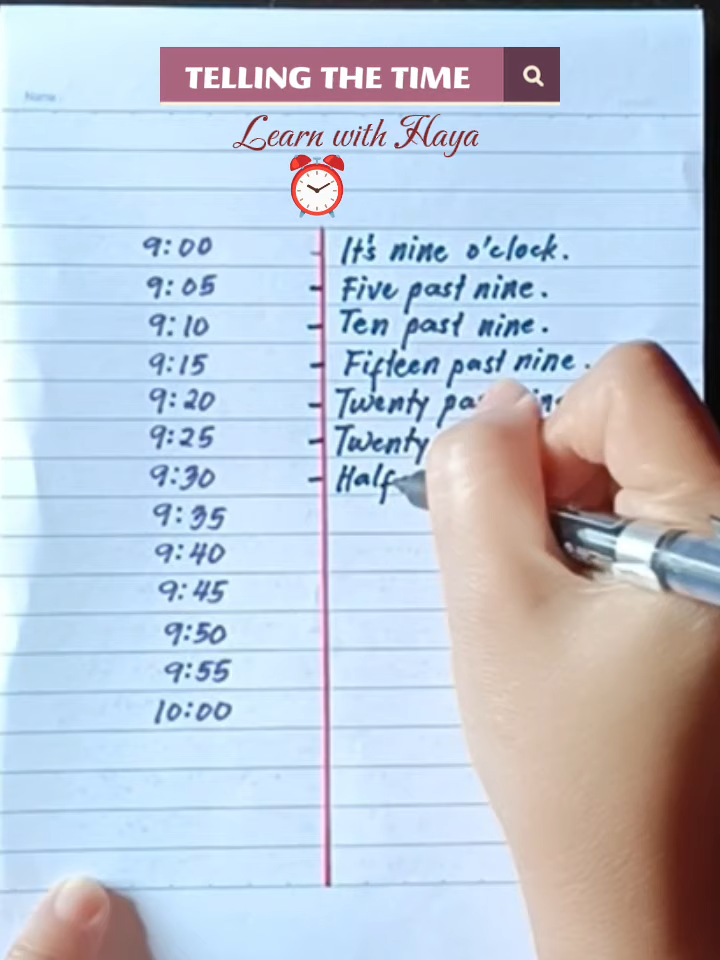 TELLING THE TIME
Learn with Haya
Name:
9:00 - It's nine o'clock.
9:05 - Five past nine.
9:10 - Ten past nine.
9:15 - Fifteen past nine.
9:20 - Twenty
9:25 - Twenty
9:30 - Half
9:35
9:40
9:45
9:50
9:55
10:00